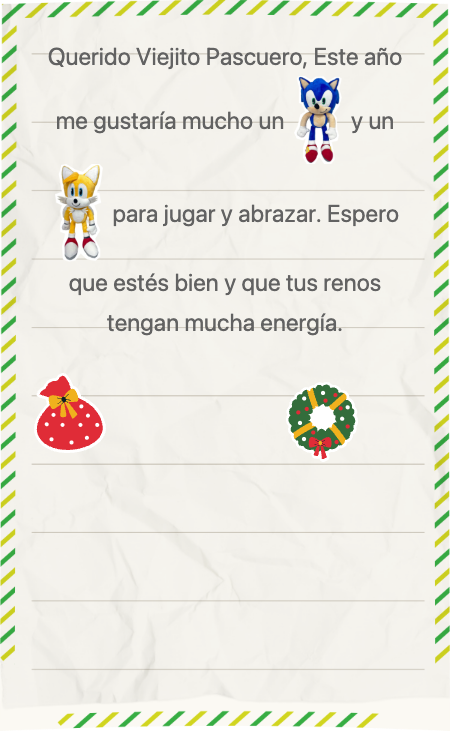 Querido Viejito Pascuero, Este año
me gustaría mucho un y un
para jugar y abrazar. Espero
que estés bien y que tus renos
tengan mucha energía.